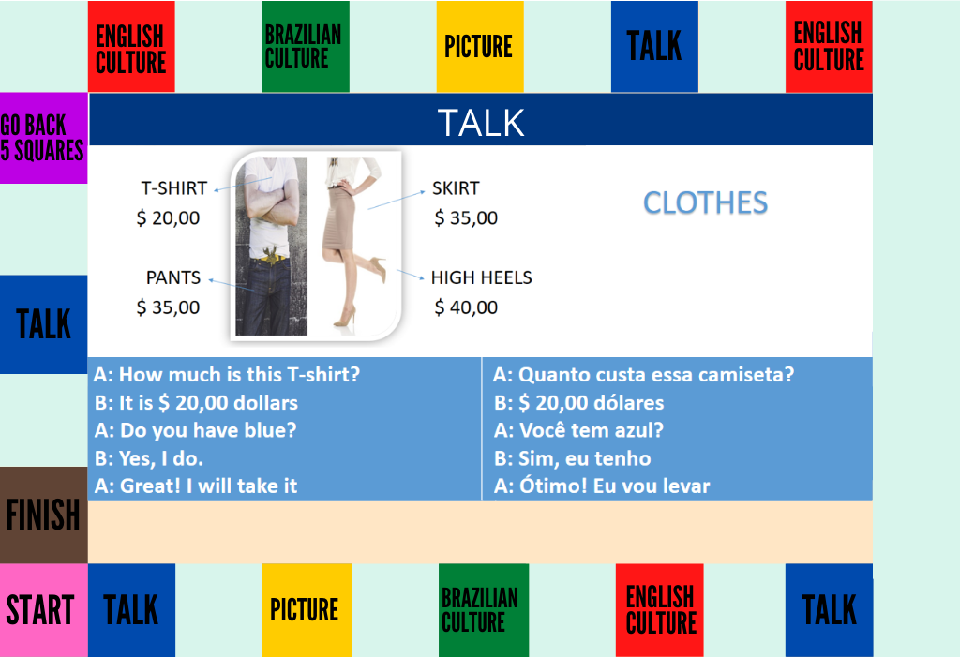 ENGLISH
CULTURE
BRAZILIAN
CULTURE
PICTURE
TALK
ENGLISH
CULTURE
GO BACK
5 SQUARES
TALK
T-SHIRT
$ 20,00
SKIRT
$ 35,00
CLOTHES
PANTS
$ 35,00
HIGH HEELS
$ 40,00
TALK
A: How much is this T-shirt?
B: It is $ 20,00 dollars
A: Do you have blue?
B: Yes, I do.
A: Great! I will take it
A: Quanto custa essa camiseta?
B: $ 20,00 dólares
A: Você tem azul?
B: Sim, eu tenho
A: Ótimo! Eu vou levar
FINISH
START
TALK
PICTURE
BRAZILIAN
CULTURE
ENGLISH
CULTURE
TALK